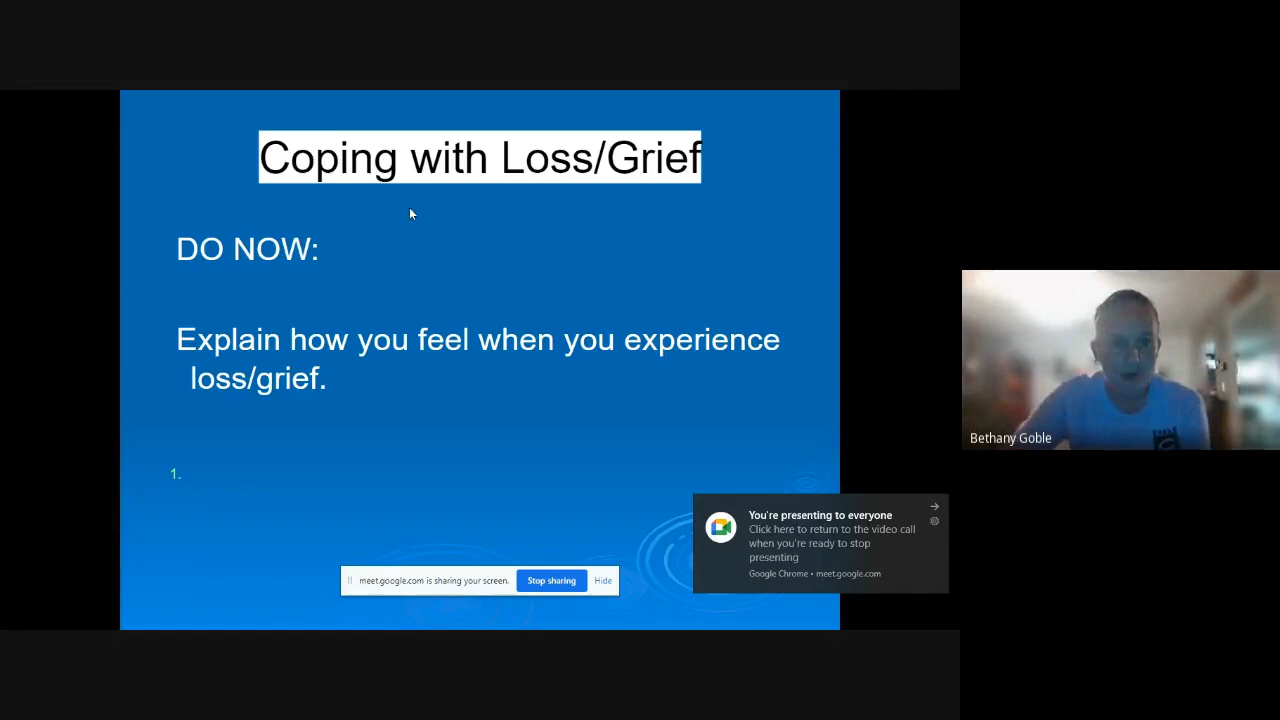 Coping with Loss/Grief
DO NOW:
Explain how you feel when you experience
loss/grief.
1.
You're presenting to everyone
Click here to return to the video call
when you're ready to stop
presenting
Google Chrome • meet.google.com
meet.google.com is sharing your screen.
Stop sharing
Hide
Bethany Goble